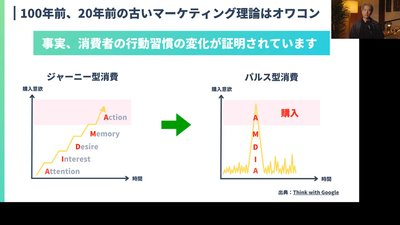 100年前、20年前の古いマーケティング理論はオワコン
事実、消費者の行動習慣の変化が証明されています
ジャーニー型消費
購入意欲
Action
Memory
Desire
Interest
Attention
時間
パルス型消費
購入意欲
購入
A
M
D
I
A
時間
出典：Think with Google